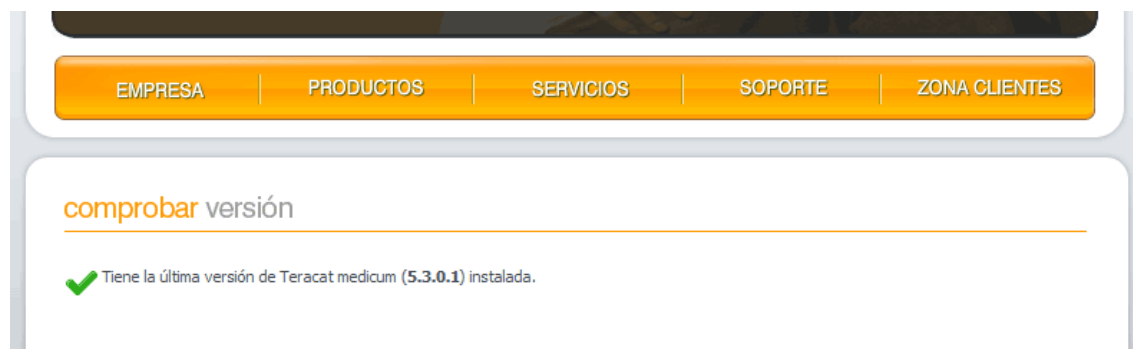 EMPRESA PRODUCTOS SERVICIOS SOPORTE ZONA CLIENTES
comprobar versión
Tiene la última versión de Teracat medicum (5.3.0.1) instalada.